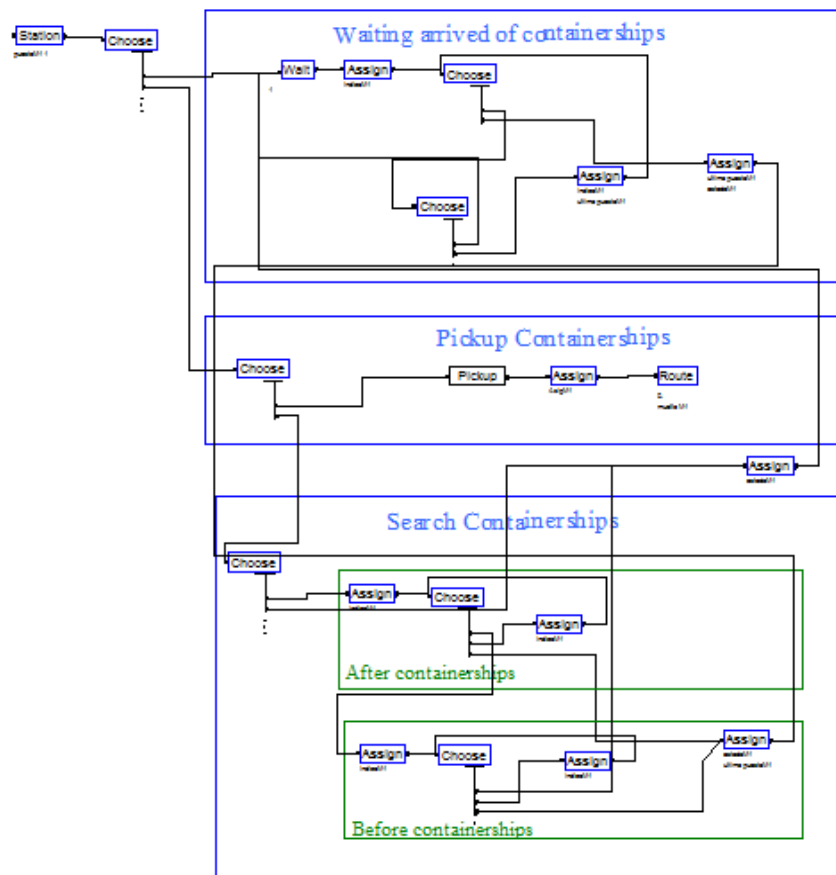 Station
Choose
Waiting arrived of containerships
Wait
Assign
Choose
Assign
Assign
Choose
Pickup Containerships
Choose
Pickup
Assign
Route
Assign
Search Containerships
Choose
Assign
Choose
Assign
After containerships
Assign
Choose
Assign
Assign
Before containerships